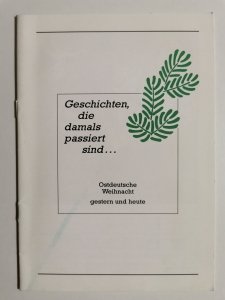 Geschichten,
die
damals
passiert
sind...
Ostdeutsche
Weihnacht
gestern und heute